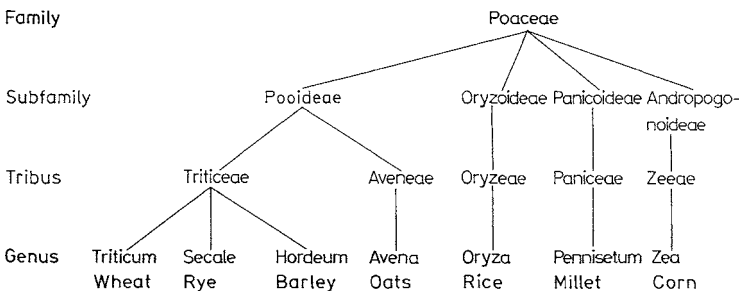 Family Poaceae
Subfamily Pooideae Oryzoideae Panicoideae Andropogo-
noideae
Tribus Triticeae Aveneae Oryzeae Paniceae Zeeae
Genus Triticum Secale Hordeum Avena Oryza Pennisetum Zea
Wheat Rye Barley Oats Rice Millet Corn